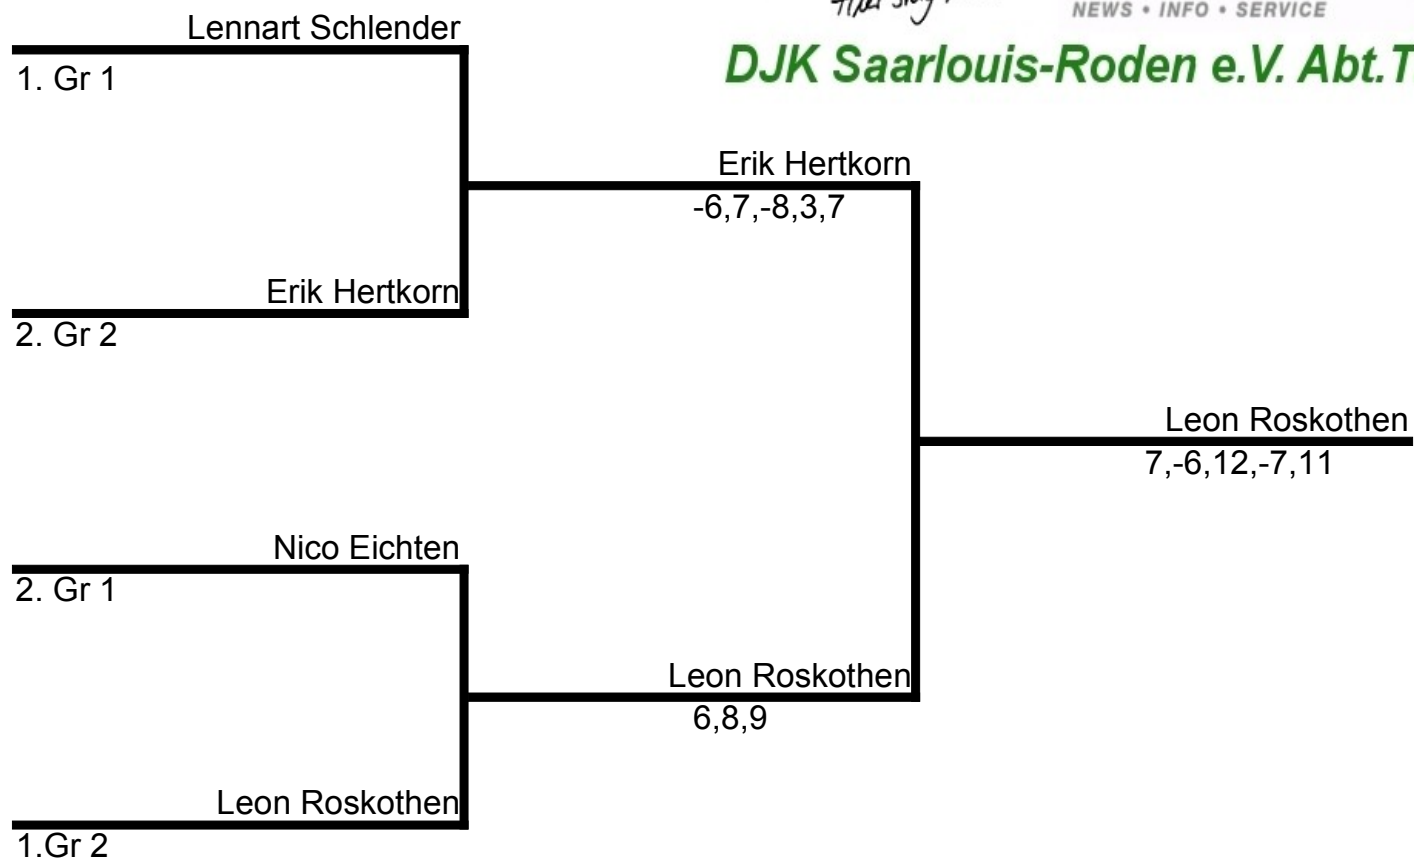 NEWS • INFO • SERVICE
DJK Saarlouis-Roden e.V. Abt.T
Lennart Schlender
1. Gr 1
Erik Hertkorn
-6,7,-8,3,7
Erik Hertkorn
2. Gr 2
Leon Roskothen
7,-6,12,-7,11
Nico Eichten
2. Gr 1
Leon Roskothen
6,8,9
Leon Roskothen
1.Gr 2